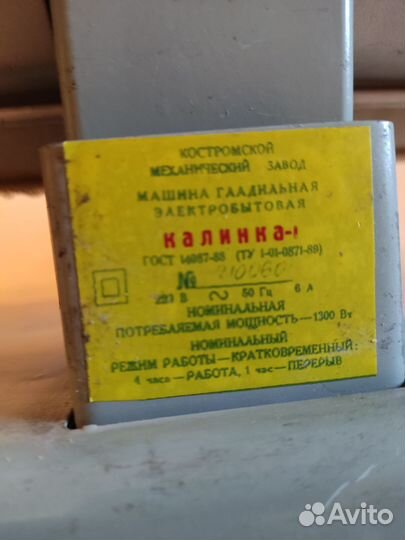 КОСТРОМСКОЙ
МЕХАНИЧЕСКИЙ ЗАВОД
МАШИНА ГЛАДИЛЬНАЯ
ЭЛЕКТРОБЫТОВАЯ
КАЛИНКА-1
ГОСТ 14087-88 (ТУ 1-01-0871-89)
№
220 В ~ 50 Гц 6 А
НОМИНАЛЬНАЯ
ПОТРЕБЛЯЕМАЯ МОЩНОСТЬ—1300 Вт
НОМИНАЛЬНЫЙ
РЕЖИМ РАБОТЫ—КРАТКОВРЕМЕННЫЙ:
4 часа—РАБОТА, 1 час—ПЕРЕРЫВ
Avito